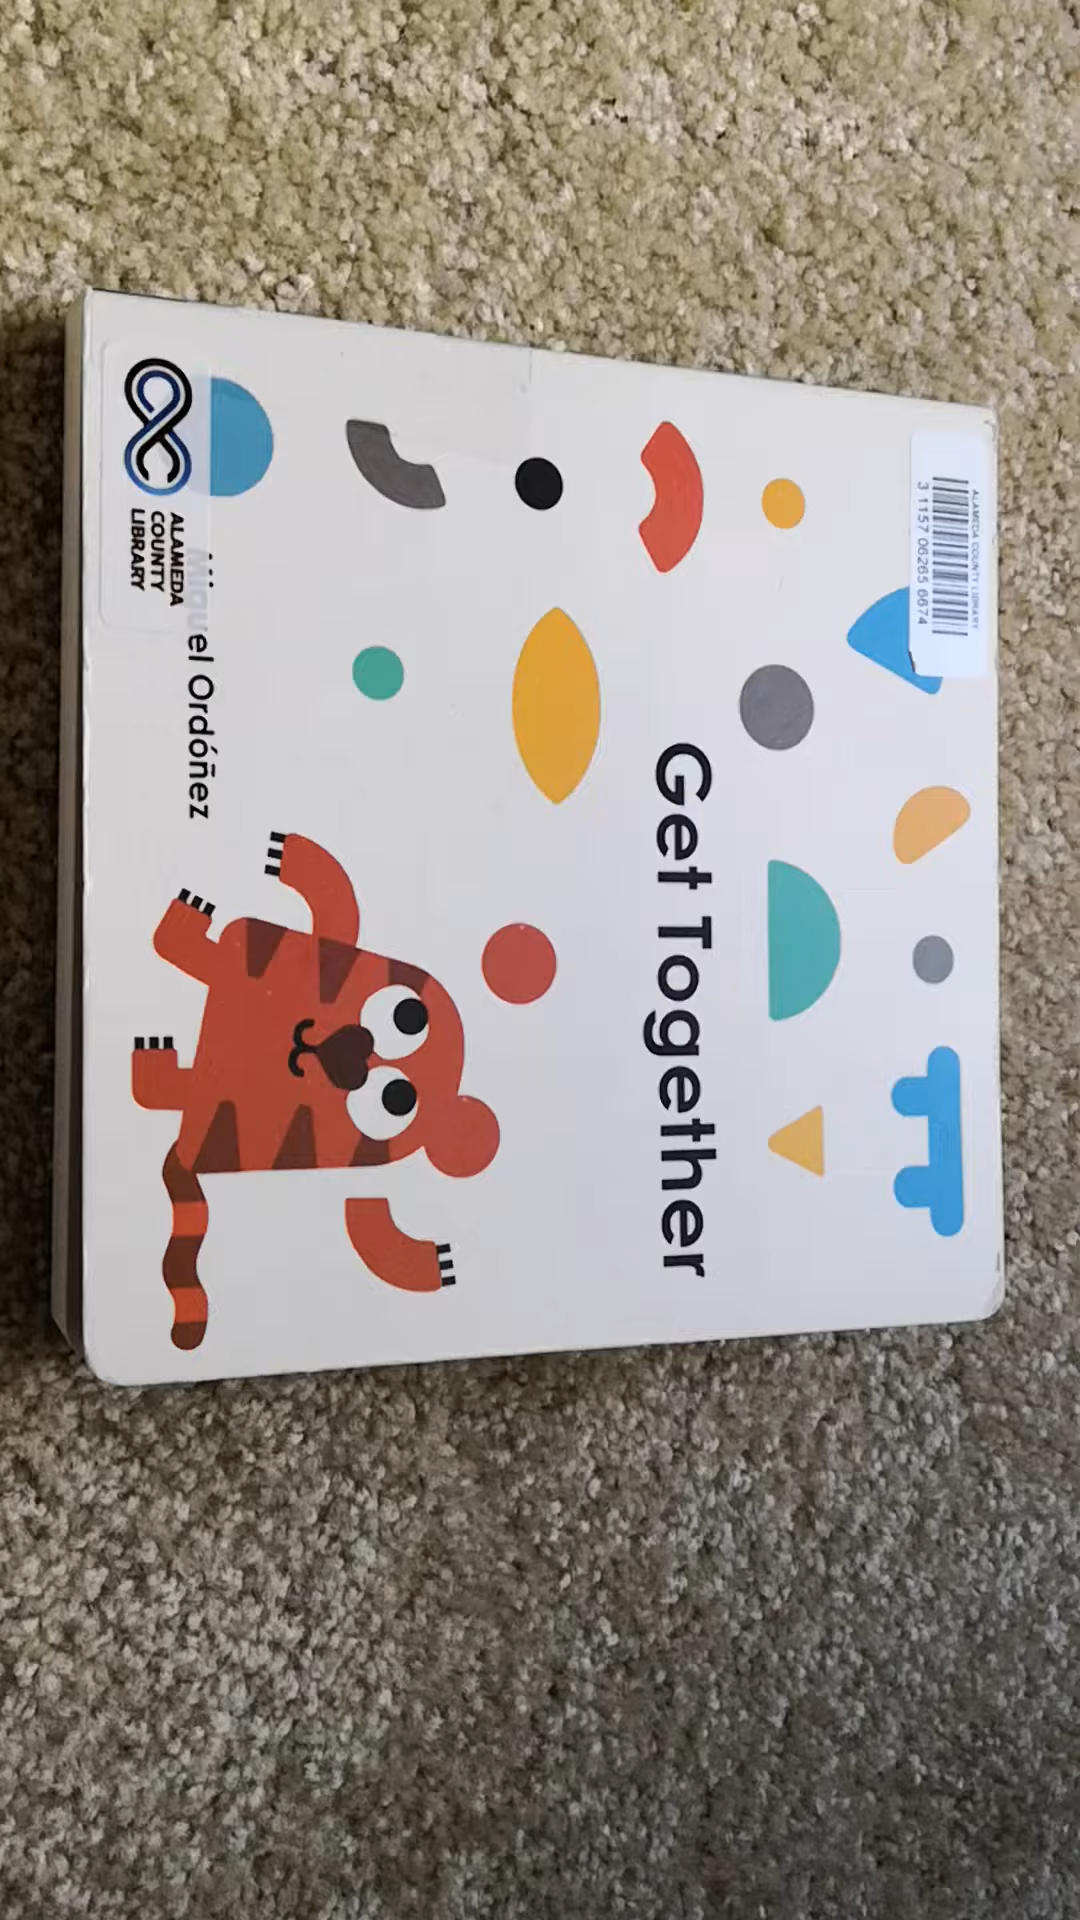 ALAMEDA COUNTY LIBRARY
3 1157 06265 6674
Get Together
Miguel Ordóñez
ALAMEDA
COUNTY
LIBRARY